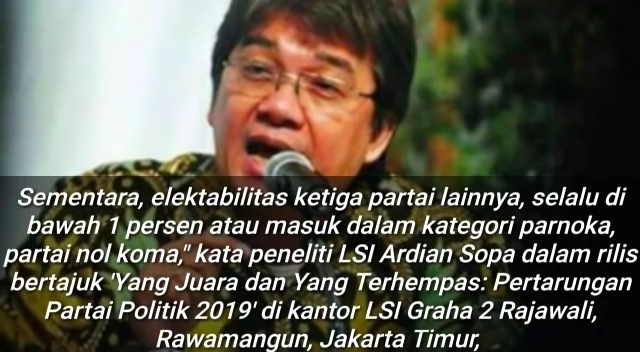 Sementara, elektabilitas ketiga partai lainnya, selalu di
bawah 1 persen atau masuk dalam kategori parnoka,
partai nol koma," kata peneliti LSI Ardian Sopa dalam rilis
bertajuk 'Yang Juara dan Yang Terhempas: Pertarungan
Partai Politik 2019' di kantor LSI Graha 2 Rajawali,
Rawamangun, Jakarta Timur,